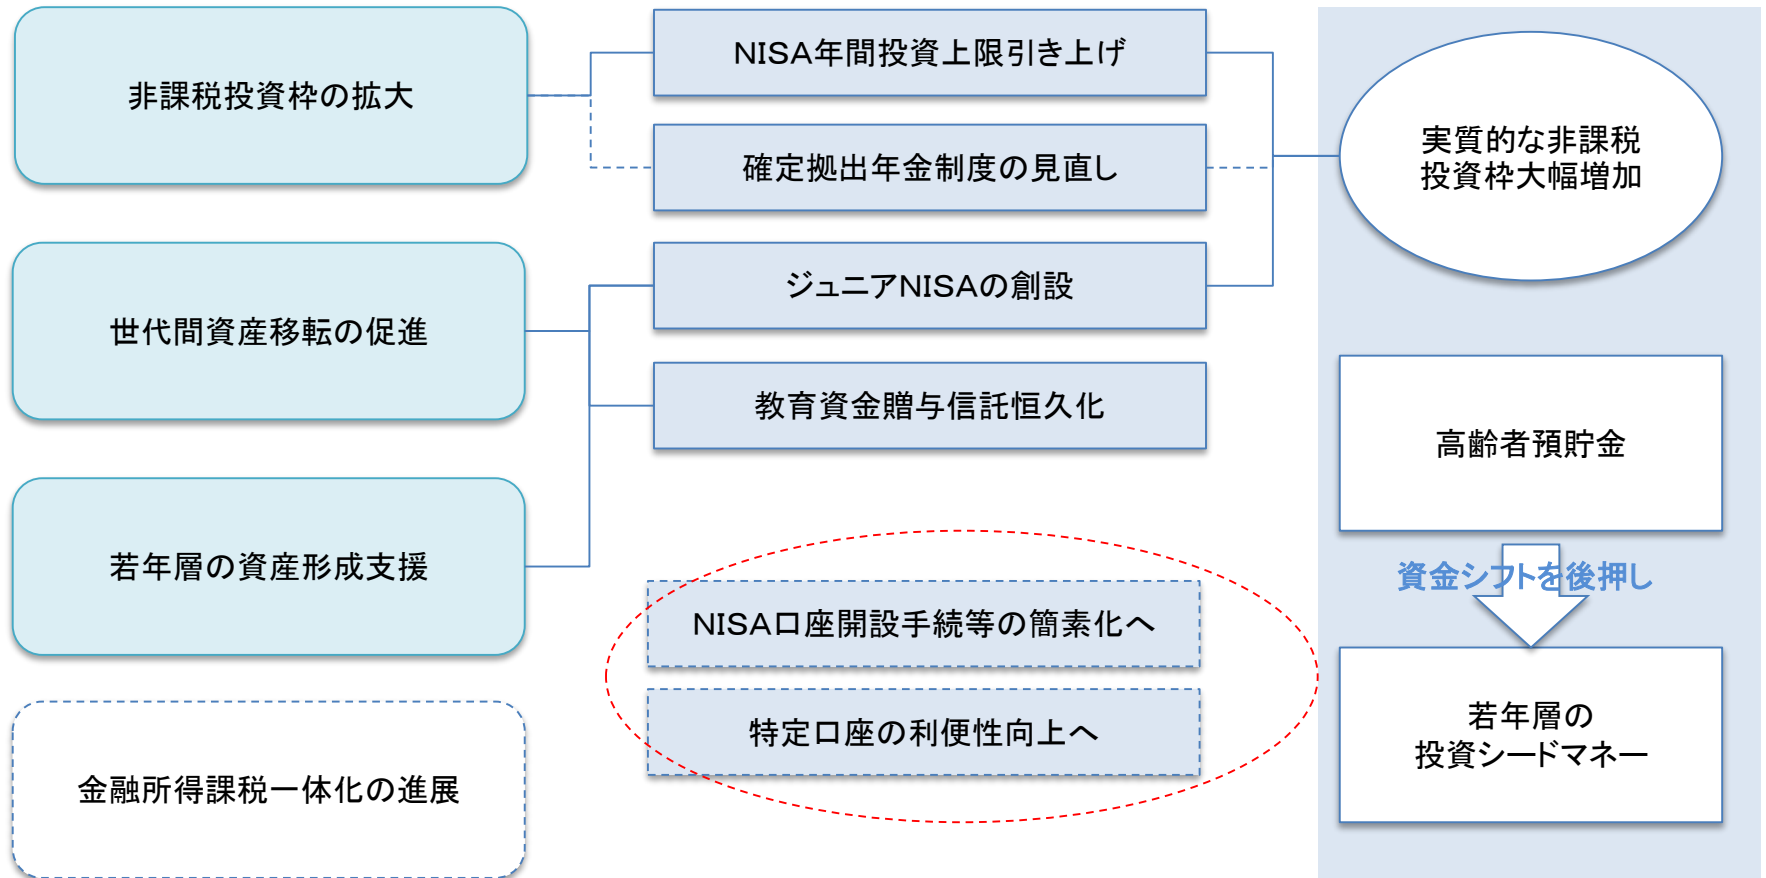 非課税投資枠の拡大
世代間資産移転の促進
若年層の資産形成支援
金融所得課税一体化の進展
NISA年間投資上限引き上げ
確定拠出年金制度の見直し
ジュニアNISAの創設
教育資金贈与信託恒久化
NISA口座開設手続等の簡素化へ
特定口座の利便性向上へ
実質的な非課税
投資枠大幅増加
高齢者預貯金
資金シフトを後押し
若年層の
投資シードマネー